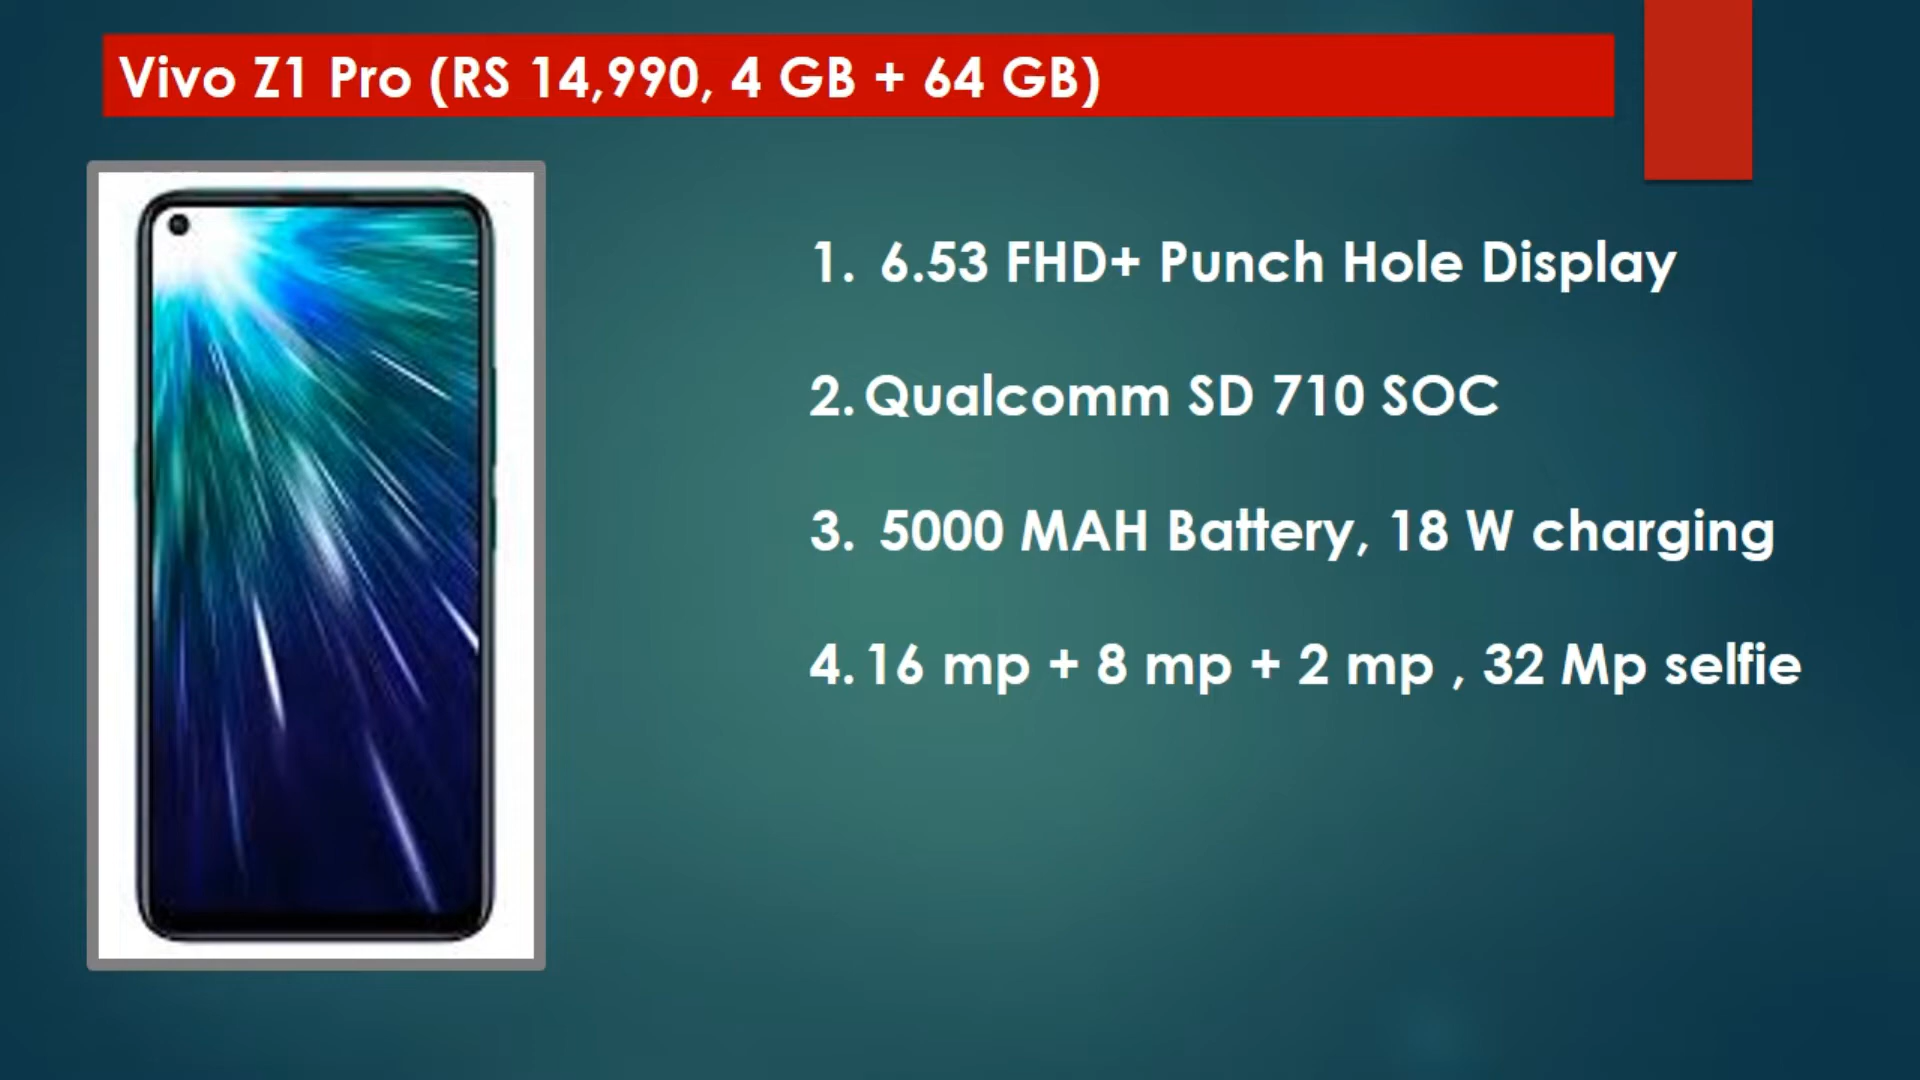 Vivo Z1 Pro (RS 14,990, 4 GB + 64 GB)
1. 6.53 FHD+ Punch Hole Display
2. Qualcomm SD 710 SOC
3. 5000 MAH Battery, 18 W charging
4. 16 mp + 8 mp + 2 mp , 32 Mp selfie